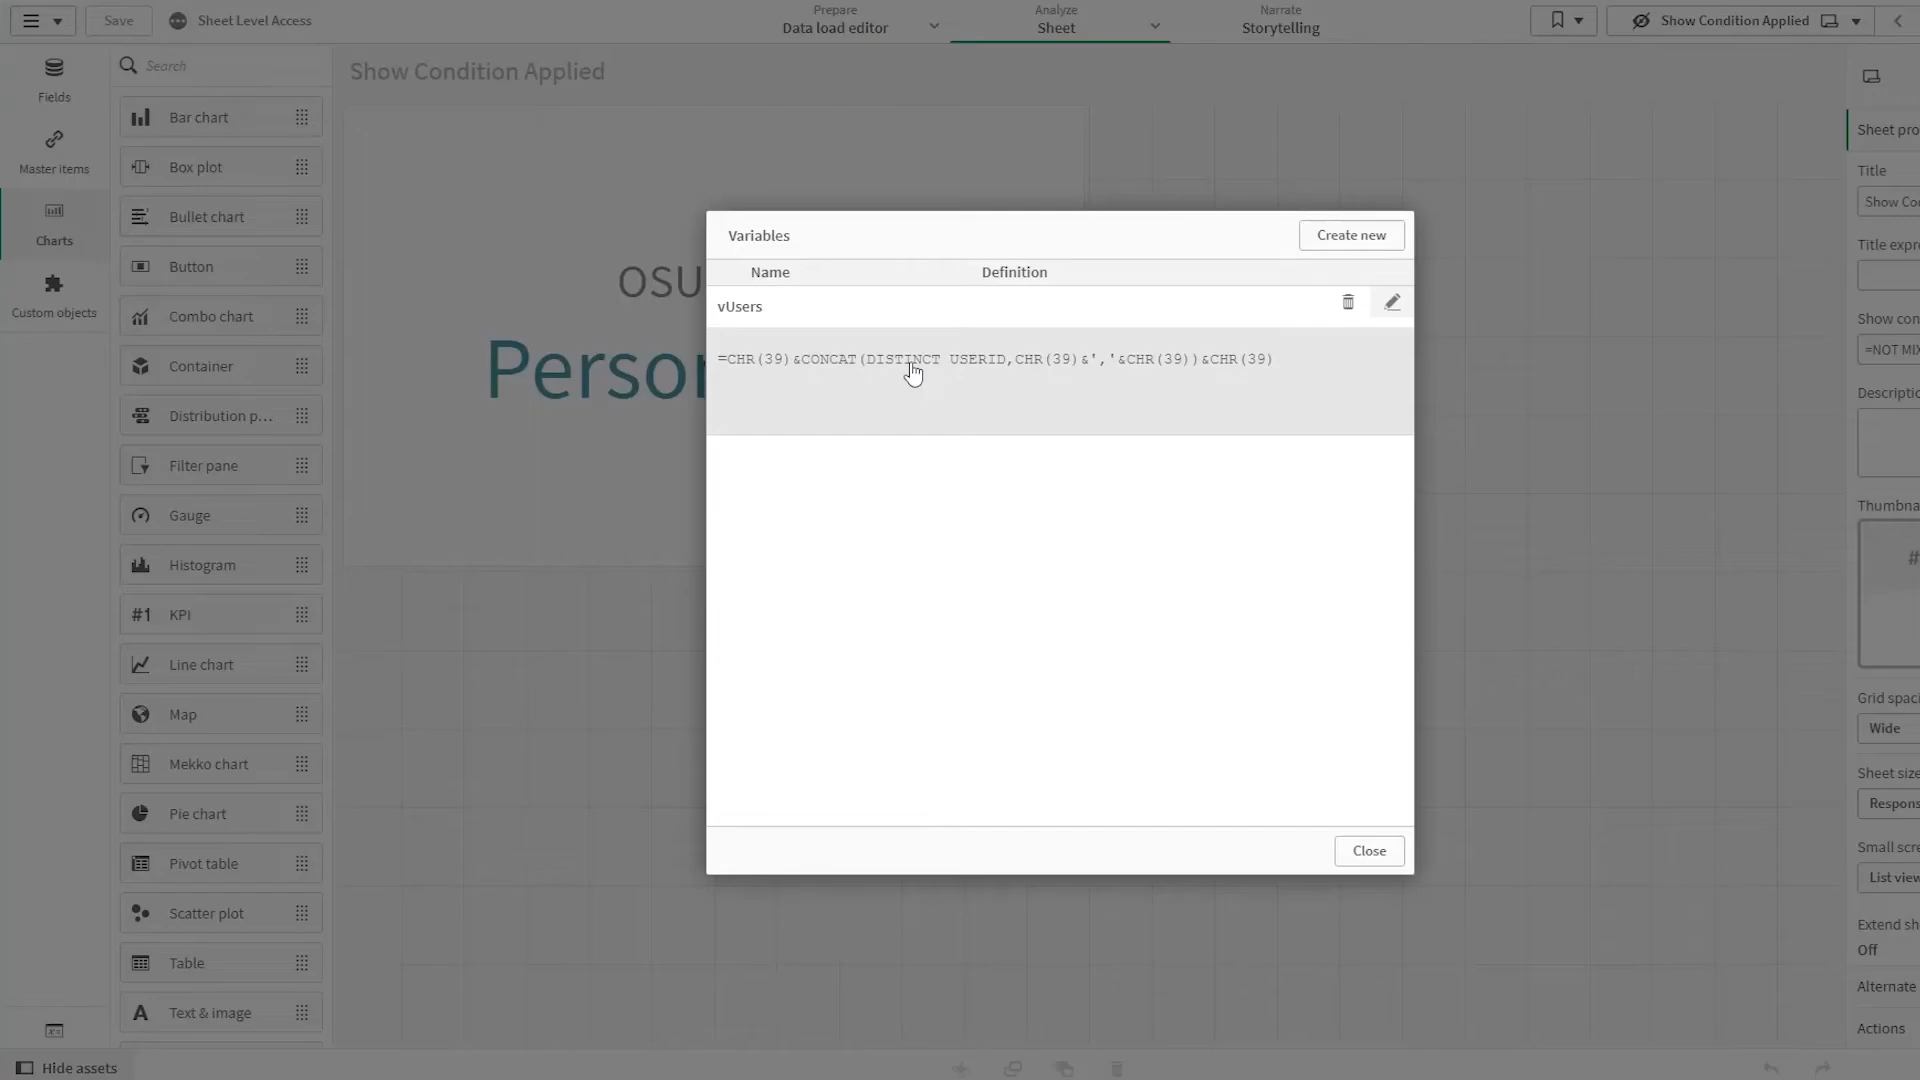 Save
Sheet Level Access
Prepare
Data load editor
Analyze
Sheet
Narrate
Storytelling
Show Condition Applied
Fields
Master items
Charts
Custom objects
Search
Bar chart
Box plot
Bullet chart
Button
Combo chart
Container
Distribution p...
Filter pane
Gauge
Histogram
#1 KPI
Line chart
Map
Mekko chart
Pie chart
Pivot table
Scatter plot
Table
A Text & image
Hide assets
Show Condition Applied
OSU
Person
Variables
Create new
Name Definition
vUsers
=CHR(39)&CONCAT(DISTINCT USERID,CHR(39)&','&CHR(39))&CHR(39)
Close
Sheet pro
Title
Show Co
Title expre
Show con
=NOT MIX
Descriptio
Thumbna
#
Grid spaci
Wide
Sheet size
Respons
Small scre
List view
Extend sh
Off
Alternate
Actions